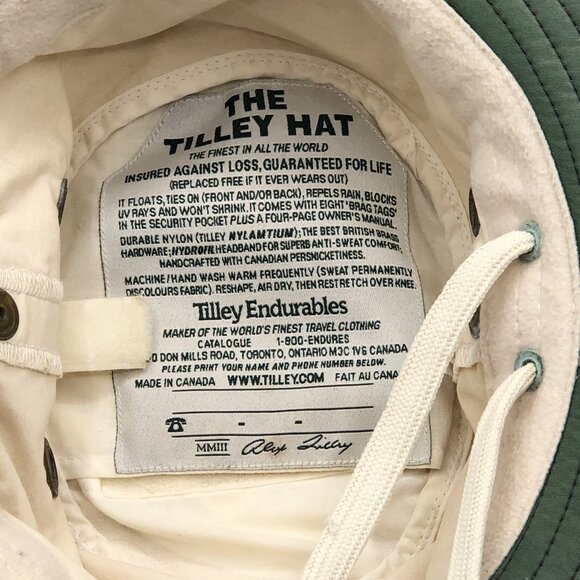 THE
TILLEY HAT
THE FINEST IN ALL THE WORLD
INSURED AGAINST LOSS, GUARANTEED FOR LIFE
(REPLACED FREE IF IT EVER WEARS OUT)
IT FLOATS, TIES ON (FRONT AND/OR BACK), REPELS RAIN, BLOCKS
UV RAYS AND WON'T SHRINK. IT COMES WITH EIGHT 'BRAG TAGS'
IN THE SECURITY POCKET PLUS A FOUR-PAGE OWNER'S MANUAL.
DURABLE NYLON (TILLEY NYLAMTIUM); THE BEST BRITISH BRASS
HARDWARE; HYDROFIL HEADBAND FOR SUPERB ANTI-SWEAT COMFORT;
HANDCRAFTED WITH CANADIAN PERSNICKETINESS.
MACHINE/HAND WASH WARM FREQUENTLY (SWEAT PERMANENTLY
DISCOLOURS FABRIC). RESHAPE, AIR DRY, THEN RESTRETCH OVER KNEE.
Tilley Endurables
MAKER OF THE WORLD'S FINEST TRAVEL CLOTHING
CATALOGUE 1-800-ENDURES
0 DON MILLS ROAD, TORONTO, ONTARIO M3C 1V6 CANADA
PLEASE PRINT YOUR NAME AND PHONE NUMBER BELOW.
MADE IN CANADA WWW.TILLEY.COM FAIT AU CANA
☎ - -
MMIII Alex Tilley